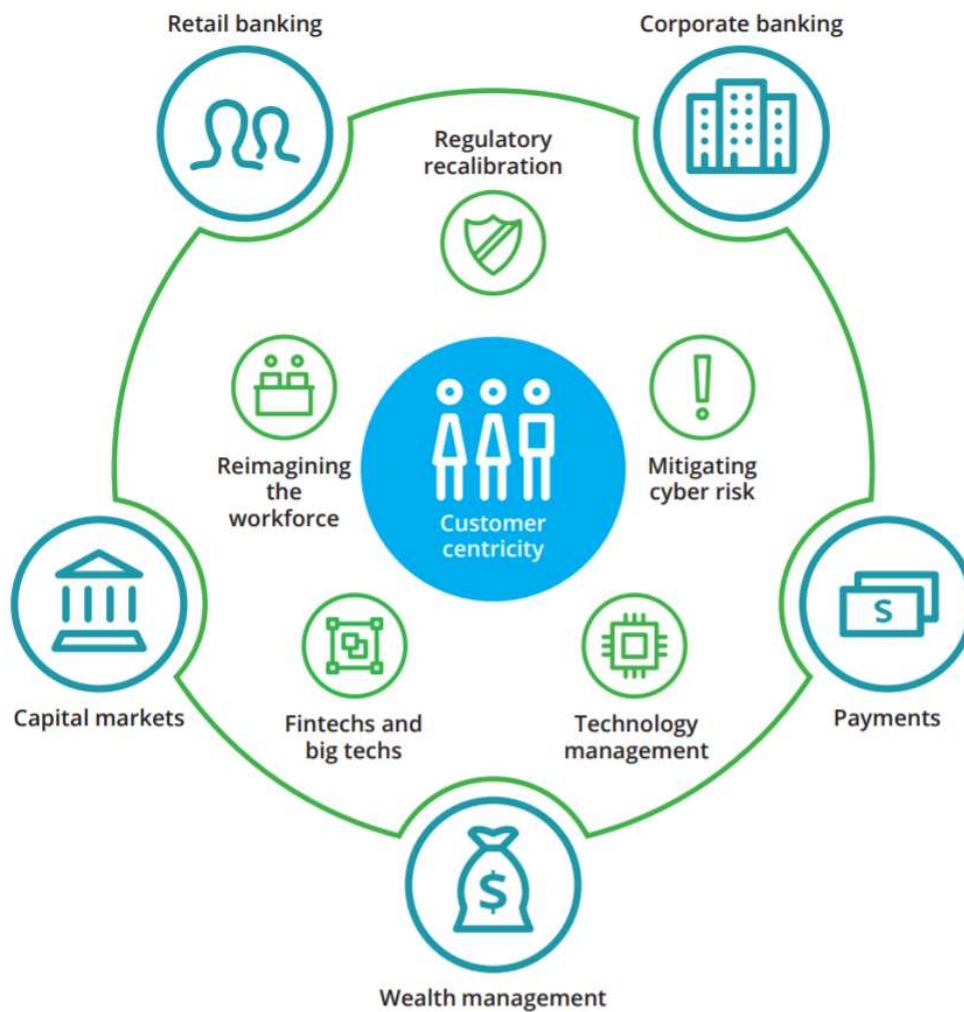 Retail banking
Corporate banking
Regulatory
recalibration
Reimagining
the
workforce
Customer
centricity
Mitigating
cyber risk
S
Capital markets
Fintechs and
big techs
Technology
management
Payments
$
Wealth management